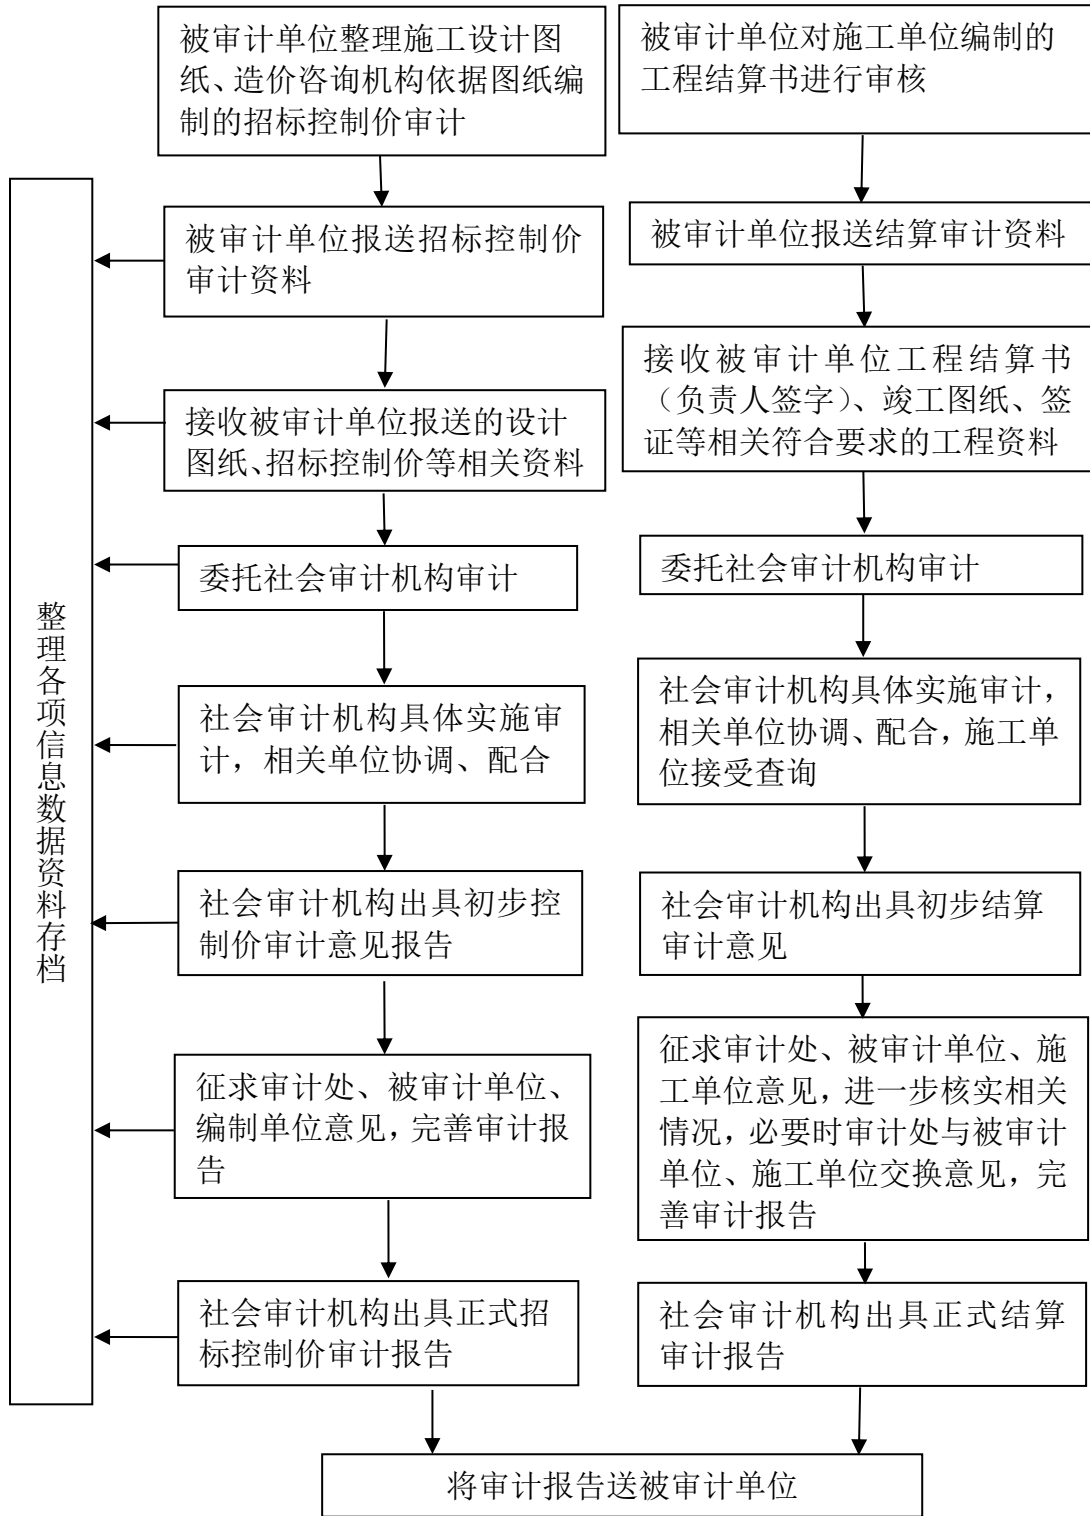 被审计单位整理施工设计图
纸、造价咨询机构依据图纸编
制的招标控制价审计
被审计单位报送招标控制价
审计资料
接收被审计单位报送的设计
图纸、招标控制价等相关资料
委托社会审计机构审计
社会审计机构具体实施审
计，相关单位协调、配合
社会审计机构出具初步控
制价审计意见报告
征求审计处、被审计单位、
编制单位意见，完善审计报
告
社会审计机构出具正式招
标控制价审计报告
被审计单位对施工单位编制的
工程结算书进行审核
被审计单位报送结算审计资料
接收被审计单位工程结算书
（负责人签字）、竣工图纸、签
证等相关符合要求的工程资料
委托社会审计机构审计
社会审计机构具体实施审计，
相关单位协调、配合，施工单
位接受查询
社会审计机构出具初步结算
审计意见
征求审计处、被审计单位、施
工单位意见，进一步核实相关
情况，必要时审计处与被审计
单位、施工单位交换意见，完
善审计报告
社会审计机构出具正式结算
审计报告
整理各项信息数据资料存档
将审计报告送被审计单位